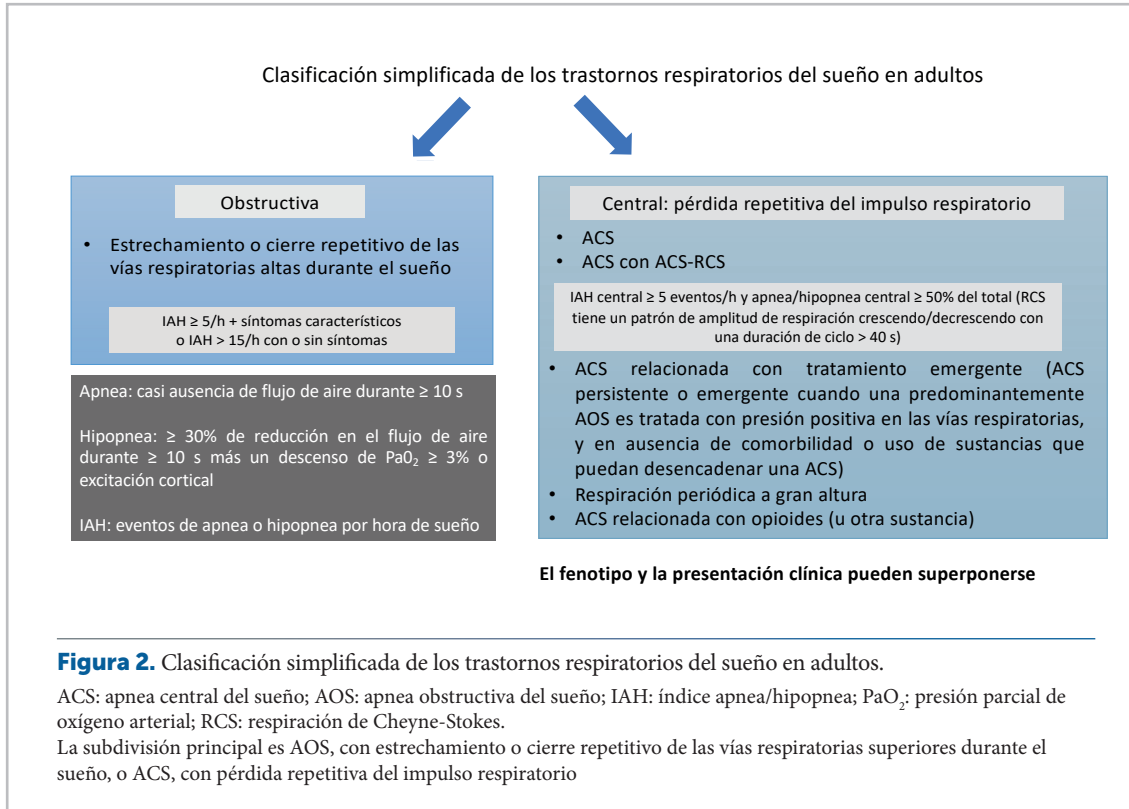 Clasificación simplificada de los trastornos respiratorios del sueño en adultos
Obstructiva
• Estrechamiento o cierre repetitivo de las
vías respiratorias altas durante el sueño
IAH ≥ 5/h + síntomas característicos
o IAH > 15/h con o sin síntomas
Apnea: casi ausencia de flujo de aire durante ≥ 10 s
Hipopnea: ≥ 30% de reducción en el flujo de aire
durante ≥ 10 s más un descenso de Pa0₂ ≥ 3% o
excitación cortical
IAH: eventos de apnea o hipopnea por hora de sueño
Central: pérdida repetitiva del impulso respiratorio
• ACS
• ACS con ACS-RCS
IAH central ≥ 5 eventos/h y apnea/hipopnea central ≥ 50% del total (RCS
tiene un patrón de amplitud de respiración crescendo/decrescendo con
una duración de ciclo > 40 s)
• ACS relacionada con tratamiento emergente (ACS
persistente o emergente cuando una predominantemente
AOS es tratada con presión positiva en las vías respiratorias,
y en ausencia de comorbilidad o uso de sustancias que
puedan desencadenar una ACS)
• Respiración periódica a gran altura
• ACS relacionada con opioides (u otra sustancia)
El fenotipo y la presentación clínica pueden superponerse
Figura 2. Clasificación simplificada de los trastornos respiratorios del sueño en adultos.
ACS: apnea central del sueño; AOS: apnea obstructiva del sueño; IAH: índice apnea/hipopnea; PaO₂: presión parcial de
oxígeno arterial; RCS: respiración de Cheyne-Stokes.
La subdivisión principal es AOS, con estrechamiento o cierre repetitivo de las vías respiratorias superiores durante el
sueño, o ACS, con pérdida repetitiva del impulso respiratorio